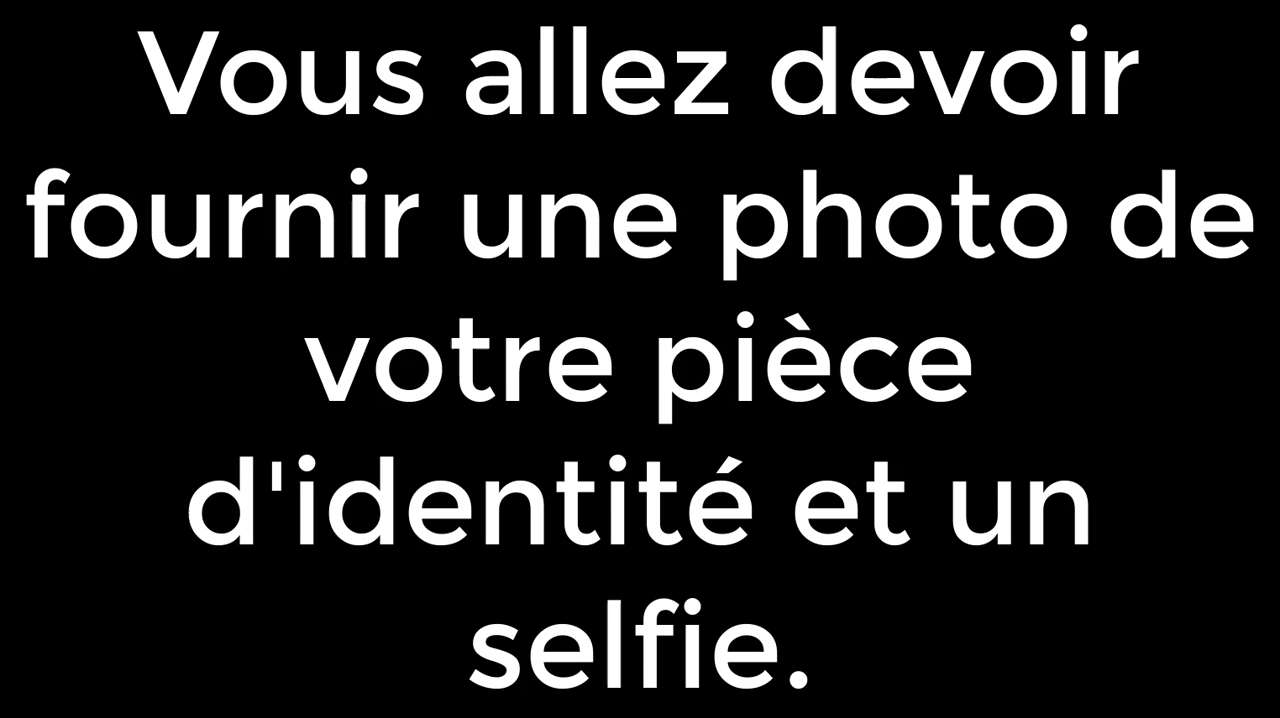 Vous allez devoir
fournir une photo de
votre pièce
d'identité et un
selfie.